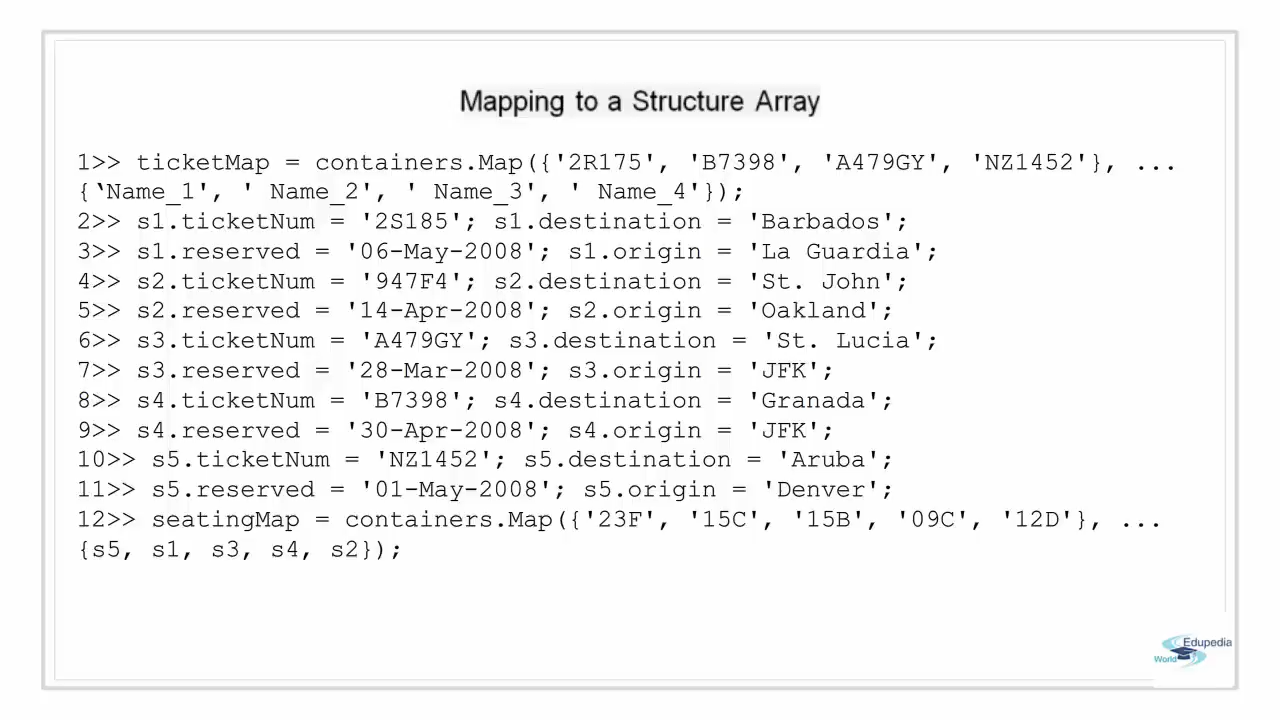 Mapping to a Structure Array
1>> ticketMap = containers.Map({'2R175', 'B7398', 'A479GY', 'NZ1452'}, ...
{‘Name_1', ' Name_2', ' Name_3', ' Name_4'});
2>> s1.ticketNum = '2S185'; s1.destination = 'Barbados';
3>> s1.reserved = '06-May-2008'; s1.origin = 'La Guardia';
4>> s2.ticketNum = '947F4'; s2.destination = 'St. John';
5>> s2.reserved = '14-Apr-2008'; s2.origin = 'Oakland';
6>> s3.ticketNum = 'A479GY'; s3.destination = 'St. Lucia';
7>> s3.reserved = '28-Mar-2008'; s3.origin = 'JFK';
8>> s4.ticketNum = 'B7398'; s4.destination = 'Granada';
9>> s4.reserved = '30-Apr-2008'; s4.origin = 'JFK';
10>> s5.ticketNum = 'NZ1452'; s5.destination = 'Aruba';
11>> s5.reserved = '01-May-2008'; s5.origin = 'Denver';
12>> seatingMap = containers.Map({'23F', '15C', '15B', '09C', '12D'}, ...
{s5, s1, s3, s4, s2});
Edupedia
World